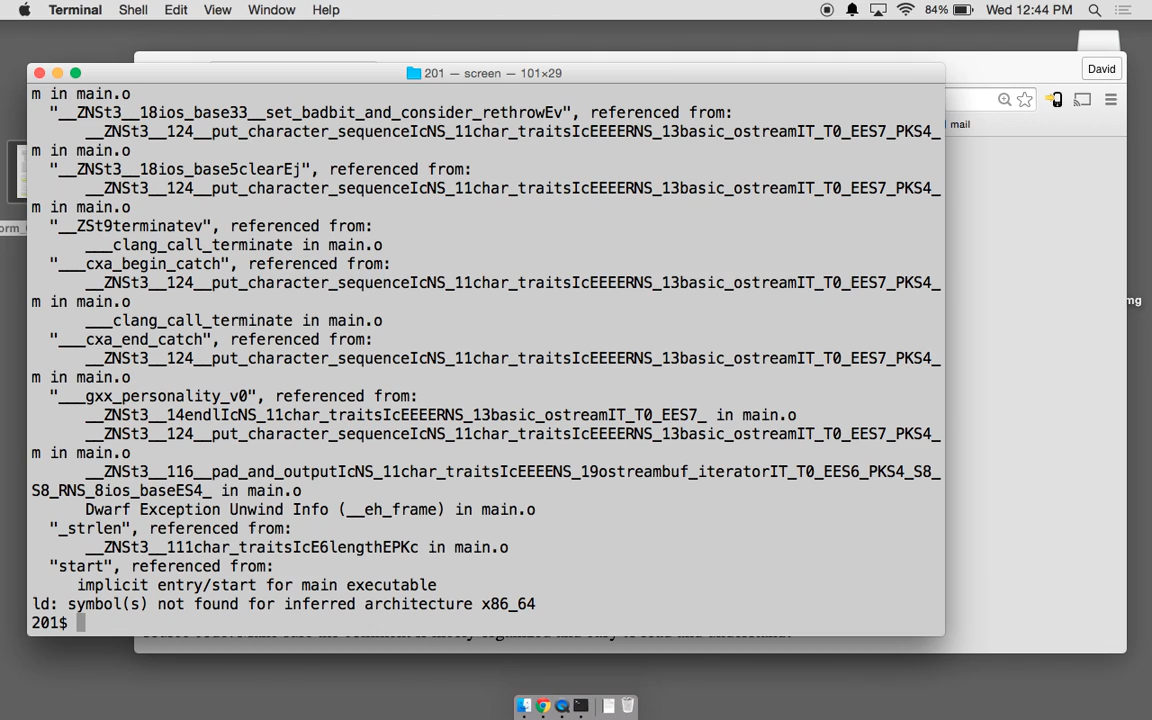 Terminal Shell Edit View Window Help 84% Wed 12:44 PM
201 — screen — 101×29
David
mail
m in main.o
"__ZNSt3__18ios_base33__set_badbit_and_consider_rethrowEv", referenced from:
__ZNSt3__124__put_character_sequenceIcNS_11char_traitsIcEEEERNS_13basic_ostreamIT_T0_EES7_PKS4_
m in main.o
"__ZNSt3__18ios_base5clearEj", referenced from:
__ZNSt3__124__put_character_sequenceIcNS_11char_traitsIcEEEERNS_13basic_ostreamIT_T0_EES7_PKS4_
m in main.o
"__ZSt9terminatev", referenced from:
___clang_call_terminate in main.o
"___cxa_begin_catch", referenced from:
__ZNSt3__124__put_character_sequenceIcNS_11char_traitsIcEEEERNS_13basic_ostreamIT_T0_EES7_PKS4_
m in main.o
___clang_call_terminate in main.o
"___cxa_end_catch", referenced from:
__ZNSt3__124__put_character_sequenceIcNS_11char_traitsIcEEEERNS_13basic_ostreamIT_T0_EES7_PKS4_
m in main.o
"___gxx_personality_v0", referenced from:
__ZNSt3__14endlIcNS_11char_traitsIcEEEERNS_13basic_ostreamIT_T0_EES7_ in main.o
__ZNSt3__124__put_character_sequenceIcNS_11char_traitsIcEEEERNS_13basic_ostreamIT_T0_EES7_PKS4_
m in main.o
__ZNSt3__116__pad_and_outputIcNS_11char_traitsIcEEEENS_19ostreambuf_iteratorIT_T0_EES6_PKS4_S8_
S8_RNS_8ios_baseES4_ in main.o
Dwarf Exception Unwind Info (__eh_frame) in main.o
"_strlen", referenced from:
__ZNSt3__111char_traitsIcE6lengthEPKc in main.o
"start", referenced from:
implicit entry/start for main executable
ld: symbol(s) not found for inferred architecture x86_64
201$
orm_
mg